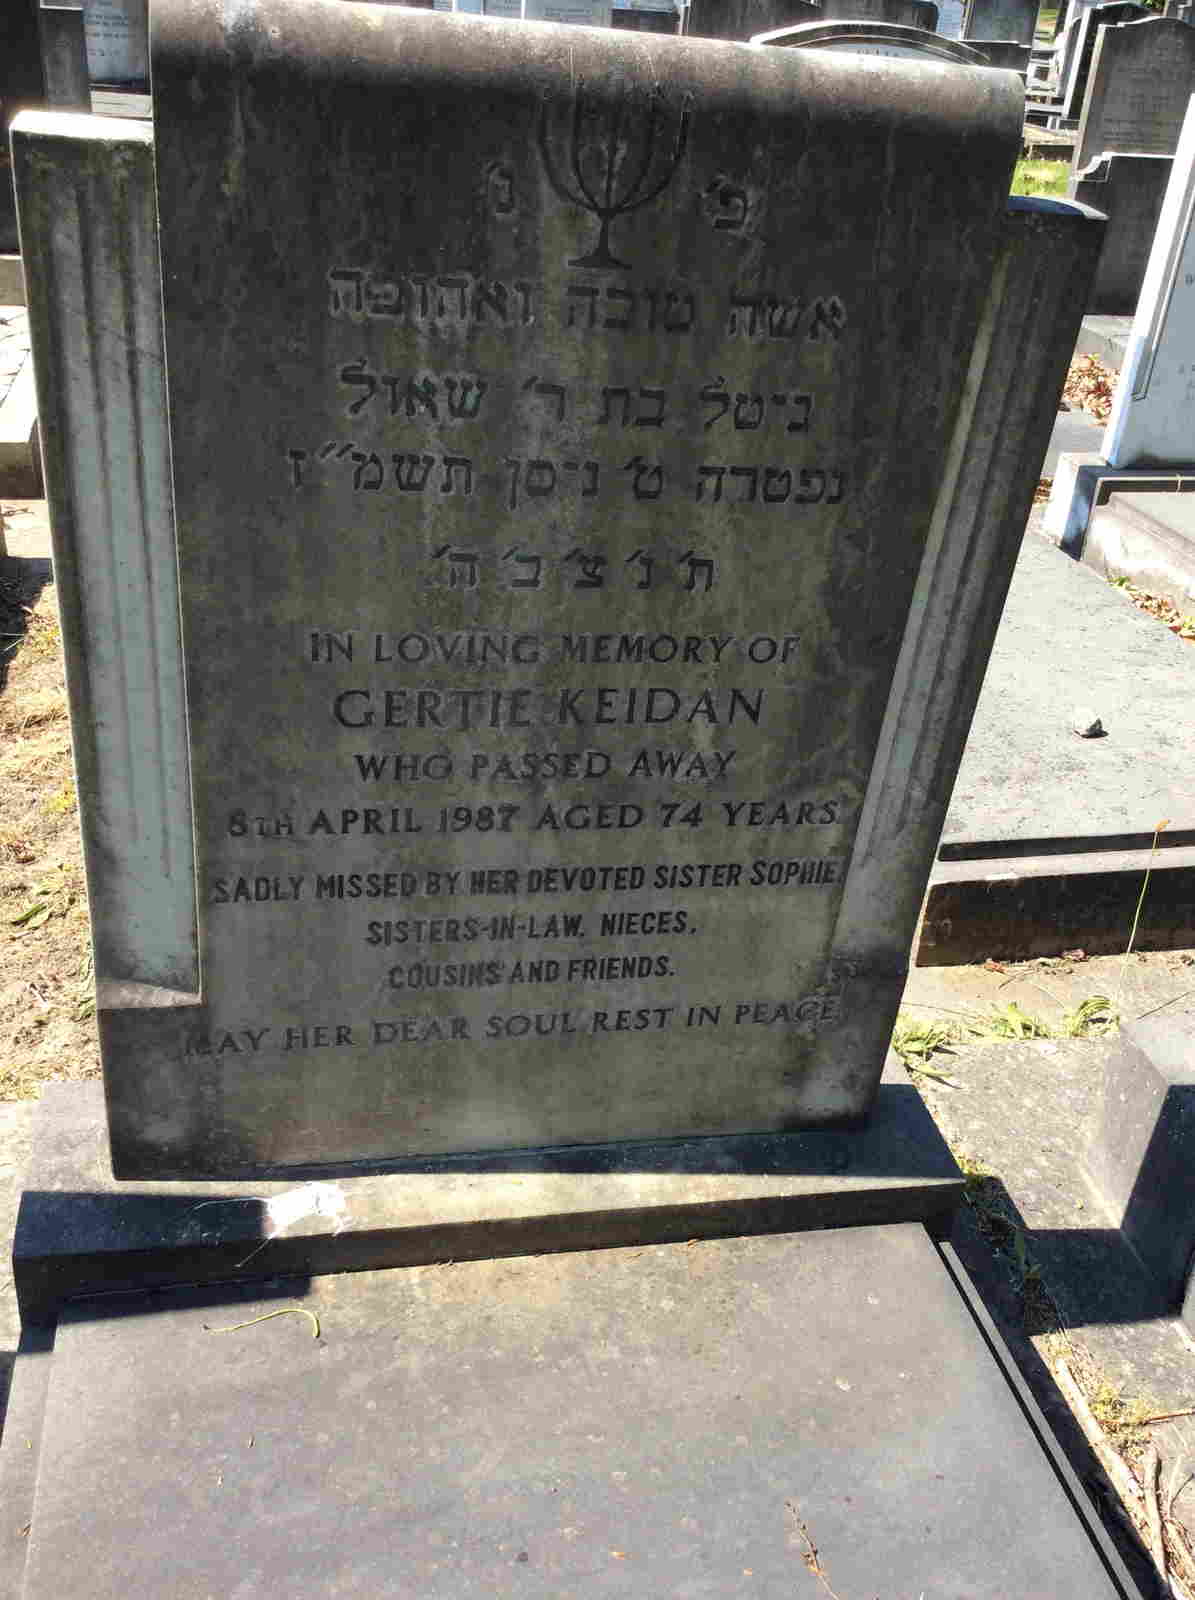 פ' נ'
אשה טובה ואהובה
גיטל בת ר' שאול
נפטרה ט' ניסן תשמ"ז
ת' נ' צ' ב' ה'
IN LOVING MEMORY OF
GERTIE KEIDAN
WHO PASSED AWAY
8TH APRIL 1987 AGED 74 YEARS
SADLY MISSED BY HER DEVOTED SISTER SOPHIE,
SISTERS-IN-LAW, NIECES,
COUSINS AND FRIENDS.
MAY HER DEAR SOUL REST IN PEACE